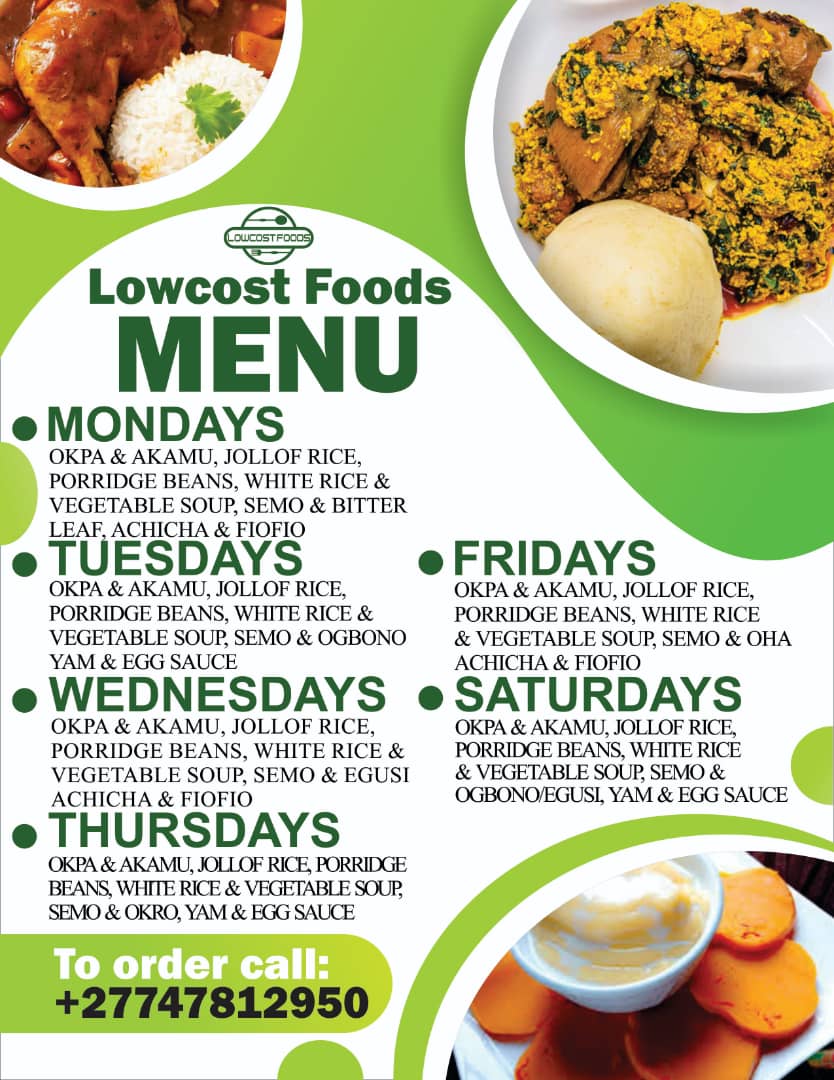 LOWCOST FOODS
Lowcost Foods
MENU
MONDAYS
OKPA & AKAMU, JOLLOF RICE,
PORRIDGE BEANS, WHITE RICE &
VEGETABLE SOUP, SEMO & BITTER
LEAF, ACHICHA & FIOFIO
TUESDAYS
OKPA & AKAMU, JOLLOF RICE,
PORRIDGE BEANS, WHITE RICE &
VEGETABLE SOUP, SEMO & OGBONO
YAM & EGG SAUCE
WEDNESDAYS
OKPA & AKAMU, JOLLOF RICE,
PORRIDGE BEANS, WHITE RICE &
VEGETABLE SOUP, SEMO & EGUSI
ACHICHA & FIOFIO
THURSDAYS
OKPA & AKAMU, JOLLOF RICE, PORRIDGE
BEANS, WHITE RICE & VEGETABLE SOUP,
SEMO & OKRO, YAM & EGG SAUCE
FRIDAYS
OKPA & AKAMU, JOLLOF RICE,
PORRIDGE BEANS, WHITE RICE
& VEGETABLE SOUP, SEMO & OHA
ACHICHA & FIOFIO
SATURDAYS
OKPA & AKAMU, JOLLOF RICE,
PORRIDGE BEANS, WHITE RICE
& VEGETABLE SOUP, SEMO &
OGBONO/EGUSI, YAM & EGG SAUCE
To order call:
+27747812950